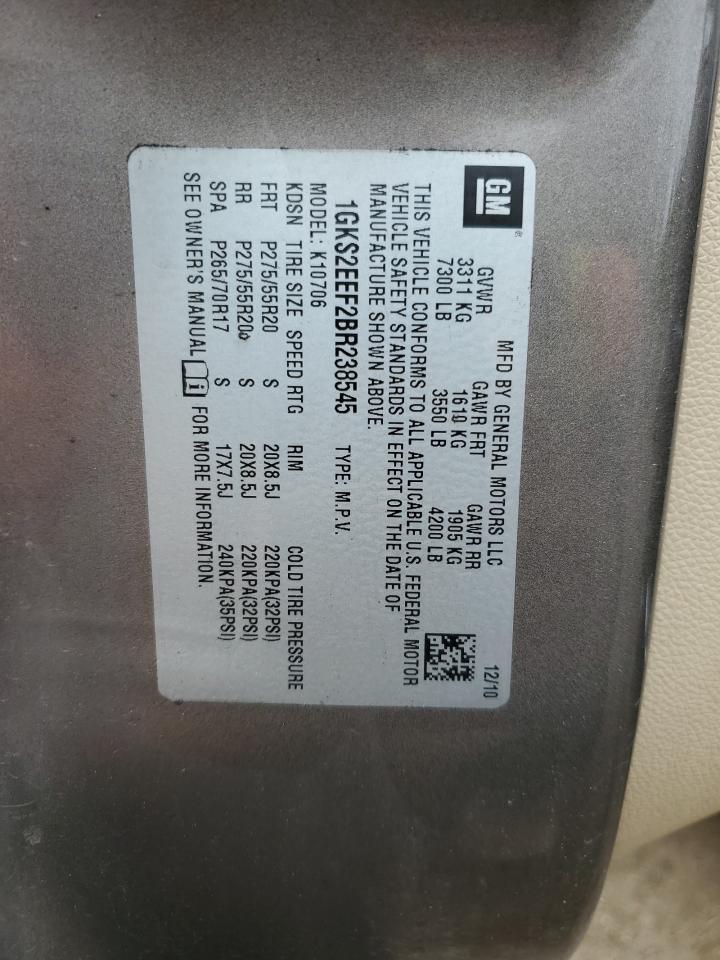 GM®
MFD BY GENERAL MOTORS LLC 12/10
GVWR GAWR FRT GAWR RR
3311 KG 1610 KG 1905 KG
7300 LB 3550 LB 4200 LB
THIS VEHICLE CONFORMS TO ALL APPLICABLE U.S. FEDERAL MOTOR
VEHICLE SAFETY STANDARDS IN EFFECT ON THE DATE OF
MANUFACTURE SHOWN ABOVE.
1GKS2EEF2BR238545 TYPE: M.P.V.
MODEL: K10706
KDSN TIRE SIZE SPEED RTG RIM COLD TIRE PRESSURE
FRT P275/55R20 S 20X8.5J 220KPA(32PSI)
RR P275/55R20 S 20X8.5J 220KPA(32PSI)
SPA P265/70R17 S 17X7.5J 240KPA(35PSI)
SEE OWNER'S MANUAL i FOR MORE INFORMATION.